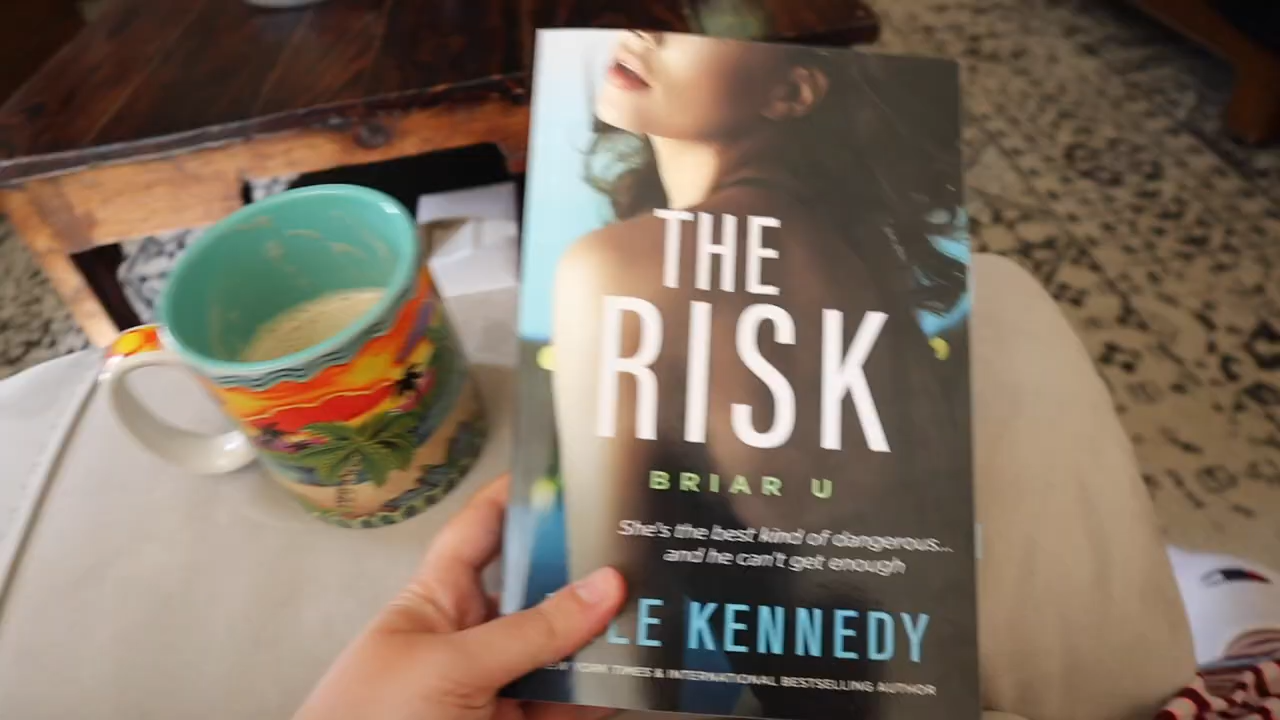 THE
RISK
BRIAR U
She's the best kind of dangerous...
and he can't get enough
KENNEDY
YORK TIMES & INTERNATIONAL BESTSELLING AUTHOR